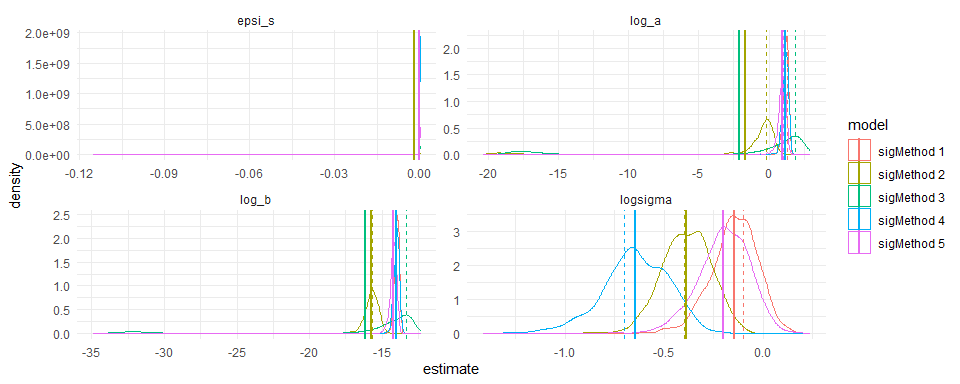 epsi_s
log_a
2.0e+09
1.5e+09
1.0e+09
5.0e+08
0.0e+00
-0.12
-0.09
-0.06
-0.03
0.00
2.0
1.5
1.0
0.5
0.0
-20
-15
-10
-5
0
density
log_b
logsigma
2.5
2.0
1.5
1.0
0.5
0.0
-35
-30
-25
-20
-15
3
2
1
0
-1.0
-0.5
0.0
estimate
model
sigMethod 1
sigMethod 2
sigMethod 3
sigMethod 4
sigMethod 5